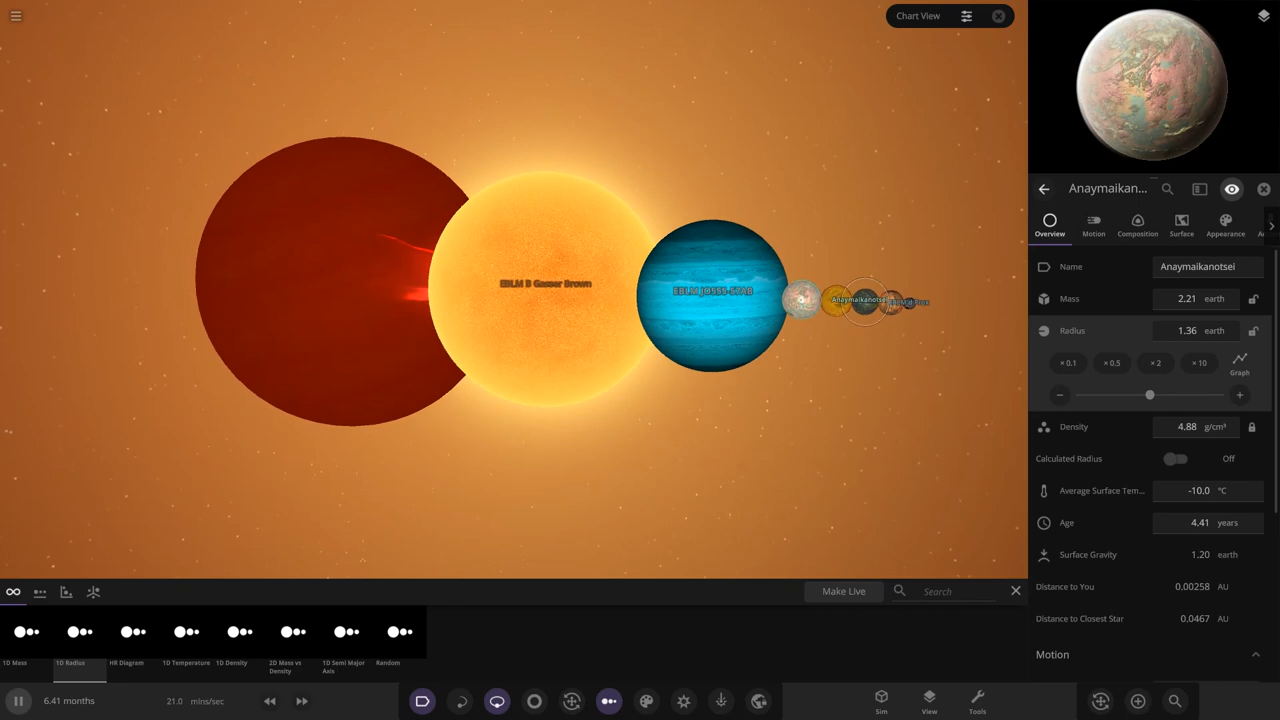 Chart View
EBLM B Gasser Brown
EBLM J0555-57AB
Anaymaikanotsei
Anaymaikan...
Overview
Motion
Composition
Surface
Appearance
Name
Anaymaikanotsei
Mass
2.21 earth
Radius
1.36 earth
× 0.1
× 0.5
× 2
× 10
Graph
Density
4.88 g/cm³
Calculated Radius
Off
Average Surface Tem...
-10.0 °C
Age
4.41 years
Surface Gravity
1.20 earth
Distance to You
0.00258 AU
Distance to Closest Star
0.0467 AU
Motion
Make Live
Search
1D Mass
1D Radius
HR Diagram
1D Temperature
1D Density
2D Mass vs
Density
1D Semi Major
Axis
Random
6.41 months
21.0 mins/sec
Sim
View
Tools